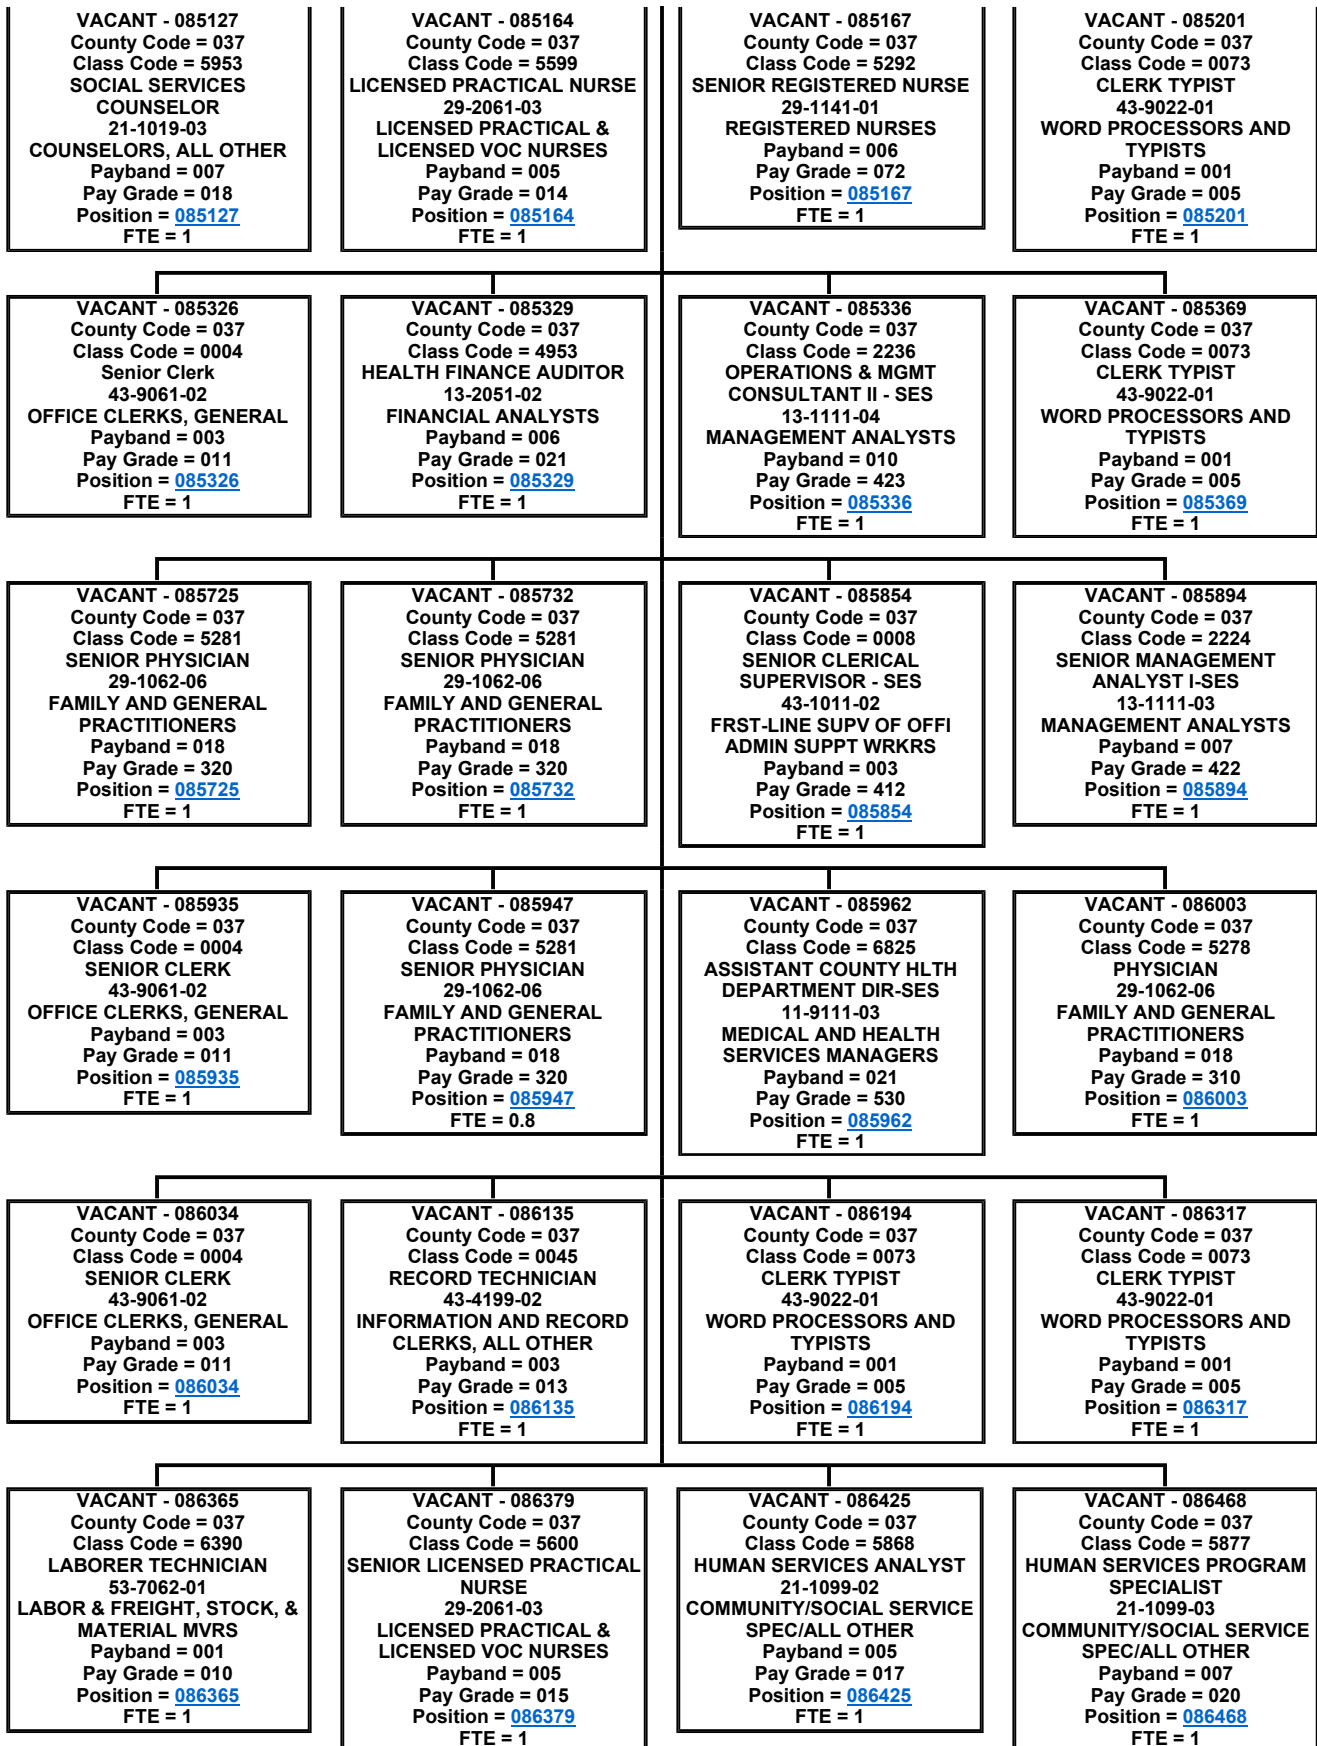 VACANT - 085127
County Code = 037
Class Code = 5953
SOCIAL SERVICES
COUNSELOR
21-1019-03
COUNSELORS, ALL OTHER
Payband = 007
Pay Grade = 018
Position = 085127
FTE = 1
VACANT - 085164
County Code = 037
Class Code = 5599
LICENSED PRACTICAL NURSE
29-2061-03
LICENSED PRACTICAL &
LICENSED VOC NURSES
Payband = 005
Pay Grade = 014
Position = 085164
FTE = 1
VACANT - 085167
County Code = 037
Class Code = 5292
SENIOR REGISTERED NURSE
29-1141-01
REGISTERED NURSES
Payband = 006
Pay Grade = 072
Position = 085167
FTE = 1
VACANT - 085201
County Code = 037
Class Code = 0073
CLERK TYPIST
43-9022-01
WORD PROCESSORS AND
TYPISTS
Payband = 001
Pay Grade = 005
Position = 085201
FTE = 1
VACANT - 085326
County Code = 037
Class Code = 0004
Senior Clerk
43-9061-02
OFFICE CLERKS, GENERAL
Payband = 003
Pay Grade = 011
Position = 085326
FTE = 1
VACANT - 085329
County Code = 037
Class Code = 4953
HEALTH FINANCE AUDITOR
13-2051-02
FINANCIAL ANALYSTS
Payband = 006
Pay Grade = 021
Position = 085329
FTE = 1
VACANT - 085336
County Code = 037
Class Code = 2236
OPERATIONS & MGMT
CONSULTANT II - SES
13-1111-04
MANAGEMENT ANALYSTS
Payband = 010
Pay Grade = 423
Position = 085336
FTE = 1
VACANT - 085369
County Code = 037
Class Code = 0073
CLERK TYPIST
43-9022-01
WORD PROCESSORS AND
TYPISTS
Payband = 001
Pay Grade = 005
Position = 085369
FTE = 1
VACANT - 085725
County Code = 037
Class Code = 5281
SENIOR PHYSICIAN
29-1062-06
FAMILY AND GENERAL
PRACTITIONERS
Payband = 018
Pay Grade = 320
Position = 085725
FTE = 1
VACANT - 085732
County Code = 037
Class Code = 5281
SENIOR PHYSICIAN
29-1062-06
FAMILY AND GENERAL
PRACTITIONERS
Payband = 018
Pay Grade = 320
Position = 085732
FTE = 1
VACANT - 085854
County Code = 037
Class Code = 0008
SENIOR CLERICAL
SUPERVISOR - SES
43-1011-02
FRST-LINE SUPV OF OFFI
ADMIN SUPPT WRKRS
Payband = 003
Pay Grade = 412
Position = 085854
FTE = 1
VACANT - 085894
County Code = 037
Class Code = 2224
SENIOR MANAGEMENT
ANALYST I-SES
13-1111-03
MANAGEMENT ANALYSTS
Payband = 007
Pay Grade = 422
Position = 085894
FTE = 1
VACANT - 085935
County Code = 037
Class Code = 0004
SENIOR CLERK
43-9061-02
OFFICE CLERKS, GENERAL
Payband = 003
Pay Grade = 011
Position = 085935
FTE = 1
VACANT - 085947
County Code = 037
Class Code = 5281
SENIOR PHYSICIAN
29-1062-06
FAMILY AND GENERAL
PRACTITIONERS
Payband = 018
Pay Grade = 320
Position = 085947
FTE = 0.8
VACANT - 085962
County Code = 037
Class Code = 6825
ASSISTANT COUNTY HLTH
DEPARTMENT DIR-SES
11-9111-03
MEDICAL AND HEALTH
SERVICES MANAGERS
Payband = 021
Pay Grade = 530
Position = 085962
FTE = 1
VACANT - 086003
County Code = 037
Class Code = 5278
PHYSICIAN
29-1062-06
FAMILY AND GENERAL
PRACTITIONERS
Payband = 018
Pay Grade = 310
Position = 086003
FTE = 1
VACANT - 086034
County Code = 037
Class Code = 0004
SENIOR CLERK
43-9061-02
OFFICE CLERKS, GENERAL
Payband = 003
Pay Grade = 011
Position = 086034
FTE = 1
VACANT - 086135
County Code = 037
Class Code = 0045
RECORD TECHNICIAN
43-4199-02
INFORMATION AND RECORD
CLERKS, ALL OTHER
Payband = 003
Pay Grade = 013
Position = 086135
FTE = 1
VACANT - 086194
County Code = 037
Class Code = 0073
CLERK TYPIST
43-9022-01
WORD PROCESSORS AND
TYPISTS
Payband = 001
Pay Grade = 005
Position = 086194
FTE = 1
VACANT - 086317
County Code = 037
Class Code = 0073
CLERK TYPIST
43-9022-01
WORD PROCESSORS AND
TYPISTS
Payband = 001
Pay Grade = 005
Position = 086317
FTE = 1
VACANT - 086365
County Code = 037
Class Code = 6390
LABORER TECHNICIAN
53-7062-01
LABOR & FREIGHT, STOCK, &
MATERIAL MVRS
Payband = 001
Pay Grade = 010
Position = 086365
FTE = 1
VACANT - 086379
County Code = 037
Class Code = 5600
SENIOR LICENSED PRACTICAL
NURSE
29-2061-03
LICENSED PRACTICAL &
LICENSED VOC NURSES
Payband = 005
Pay Grade = 015
Position = 086379
FTE = 1
VACANT - 086425
County Code = 037
Class Code = 5868
HUMAN SERVICES ANALYST
21-1099-02
COMMUNITY/SOCIAL SERVICE
SPEC/ALL OTHER
Payband = 005
Pay Grade = 017
Position = 086425
FTE = 1
VACANT - 086468
County Code = 037
Class Code = 5877
HUMAN SERVICES PROGRAM
SPECIALIST
21-1099-03
COMMUNITY/SOCIAL SERVICE
SPEC/ALL OTHER
Payband = 007
Pay Grade = 020
Position = 086468
FTE = 1